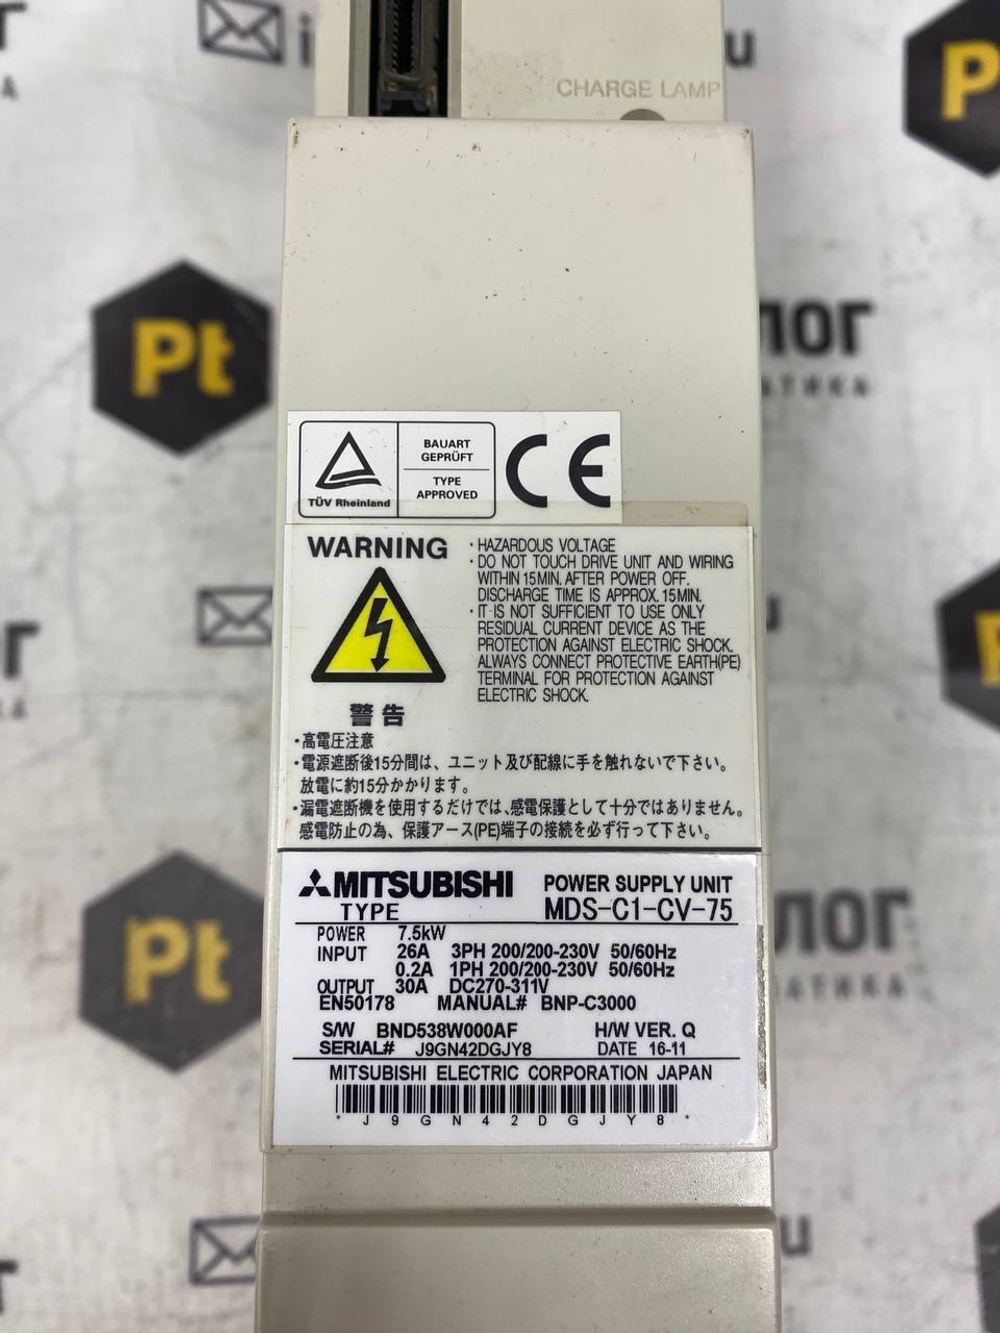 CHARGE LAMP
Pt
Pt
ЛОГ
АТИКА
BAUART
GEPRÜFT
TYPE
APPROVED
TÜV Rheinland
CE
WARNING
・HAZARDOUS VOLTAGE
・DO NOT TOUCH DRIVE UNIT AND WIRING
WITHIN 15MIN. AFTER POWER OFF.
DISCHARGE TIME IS APPROX. 15MIN.
・IT IS NOT SUFFICIENT TO USE ONLY
RESIDUAL CURRENT DEVICE AS THE
PROTECTION AGAINST ELECTRIC SHOCK.
ALWAYS CONNECT PROTECTIVE EARTH(PE)
TERMINAL FOR PROTECTION AGAINST
ELECTRIC SHOCK.
警告
・高電圧注意
・電源遮断後15分間は、ユニット及び配線に手を触れないで下さい。
放電に約15分かかります。
・漏電遮断機を使用するだけでは、感電保護として十分ではありません。
感電防止の為、保護アース(PE)端子の接続を必ず行って下さい。
MITSUBISHI POWER SUPPLY UNIT
TYPE MDS-C1-CV-75
POWER 7.5kW
INPUT 26A 3PH 200/200-230V 50/60Hz
0.2A 1PH 200/200-230V 50/60Hz
OUTPUT 30A DC270-311V
EN50178 MANUAL# BNP-C3000
S/W BND538W000AF H/W VER. Q
SERIAL# J9GN42DGJY8 DATE 16-11
MITSUBISHI ELECTRIC CORPORATION JAPAN
* J 9 G N 4 2 D G J Y 8 *
Pt
ЛОГ
МАТИКА
u